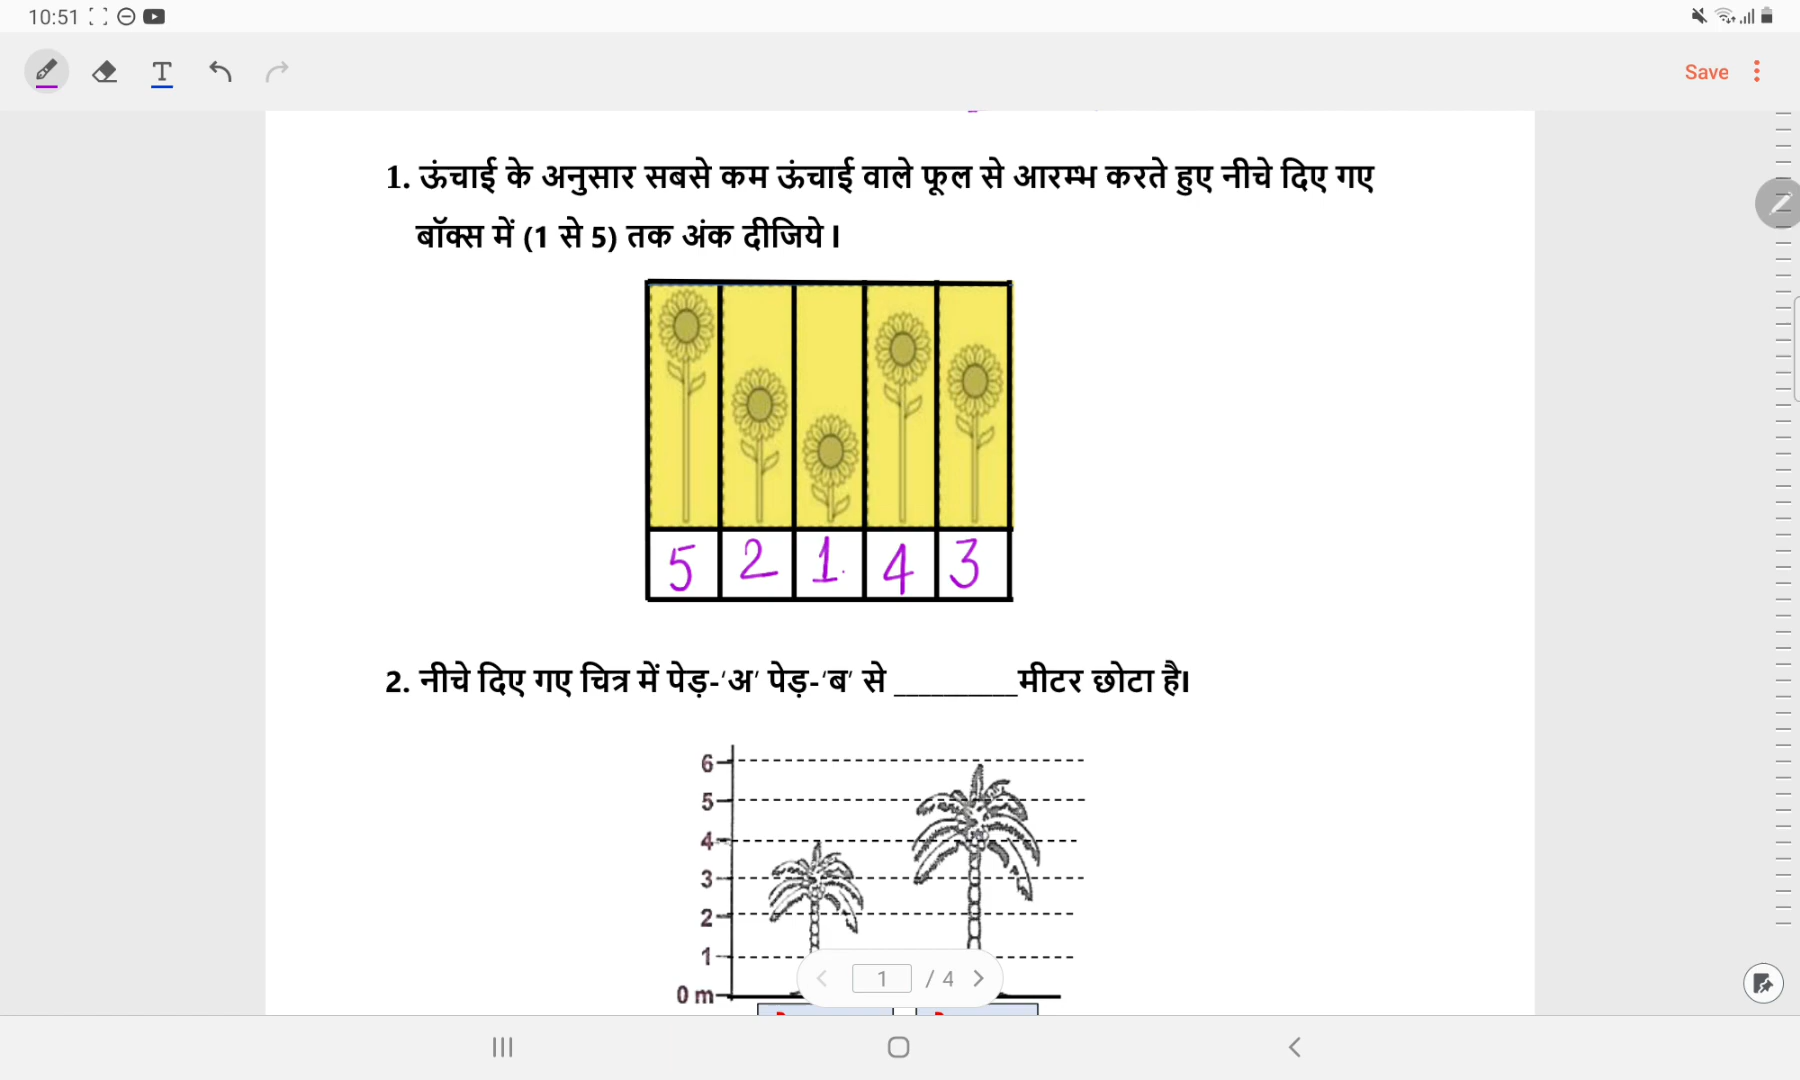 10:51
Save
1. ऊंचाई के अनुसार सबसे कम ऊंचाई वाले फूल से आरम्भ करते हुए नीचे दिए गए
बॉक्स में (1 से 5) तक अंक दीजिये।
5 2 1. 4 3
2. नीचे दिए गए चित्र में पेड़-‘अ’ पेड़-‘ब’ से _________मीटर छोटा है।
6
5
4
3
2
1
0 m
1 / 4